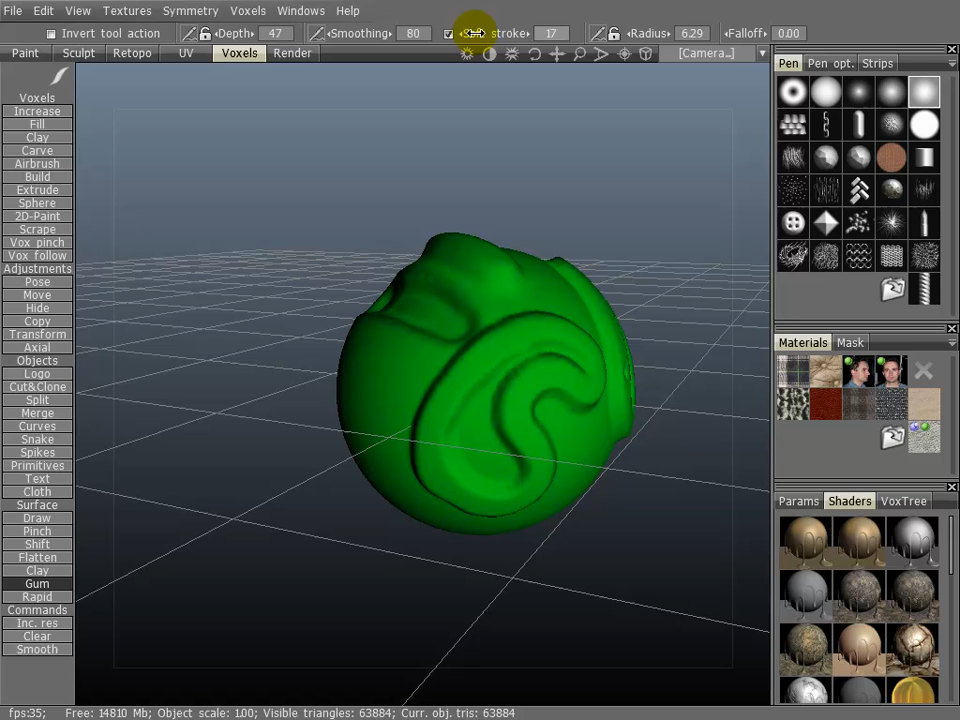 File Edit View Textures Symmetry Voxels Windows Help
Invert tool action Depth 47 Smoothing 80 stroke 17 Radius 6.29 Falloff 0.00
Paint Sculpt Retopo UV Voxels Render [Camera...]
Voxels
Increase
Fill
Clay
Carve
Airbrush
Build
Extrude
Sphere
2D-Paint
Scrape
Vox pinch
Vox follow
Adjustments
Pose
Move
Hide
Copy
Transform
Axial
Objects
Logo
Cut&Clone
Split
Merge
Curves
Snake
Spikes
Primitives
Text
Cloth
Surface
Draw
Pinch
Shift
Flatten
Clay
Gum
Rapid
Commands
Inc. res
Clear
Smooth
Pen Pen opt. Strips
Materials Mask
Params Shaders VoxTree
fps:35; Free: 14810 Mb; Object scale: 1.00; Visible triangles: 63884; Curr. obj. tris: 63884